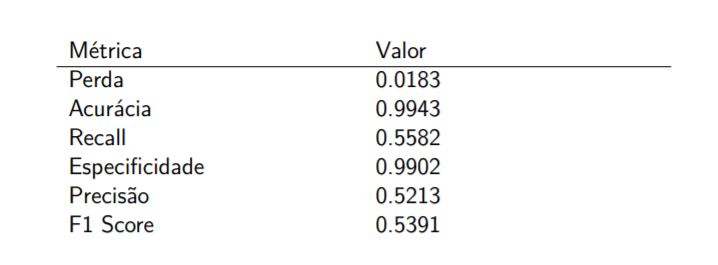 Métrica Valor
Perda 0.0183
Acurácia 0.9943
Recall 0.5582
Especificidade 0.9902
Precisão 0.5213
F1 Score 0.5391